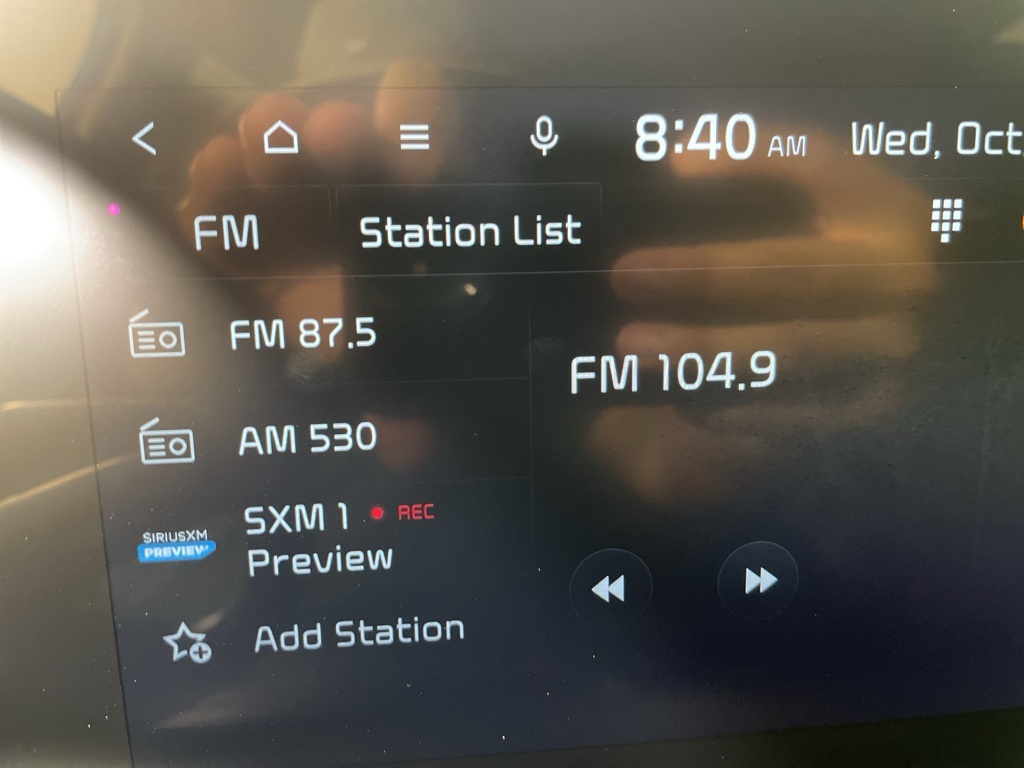 8:40 AM Wed, Oct
FM Station List
FM 87.5
FM 104.9
AM 530
SIRIUSXM
PREVIEW
SXM 1 REC
Preview
Add Station